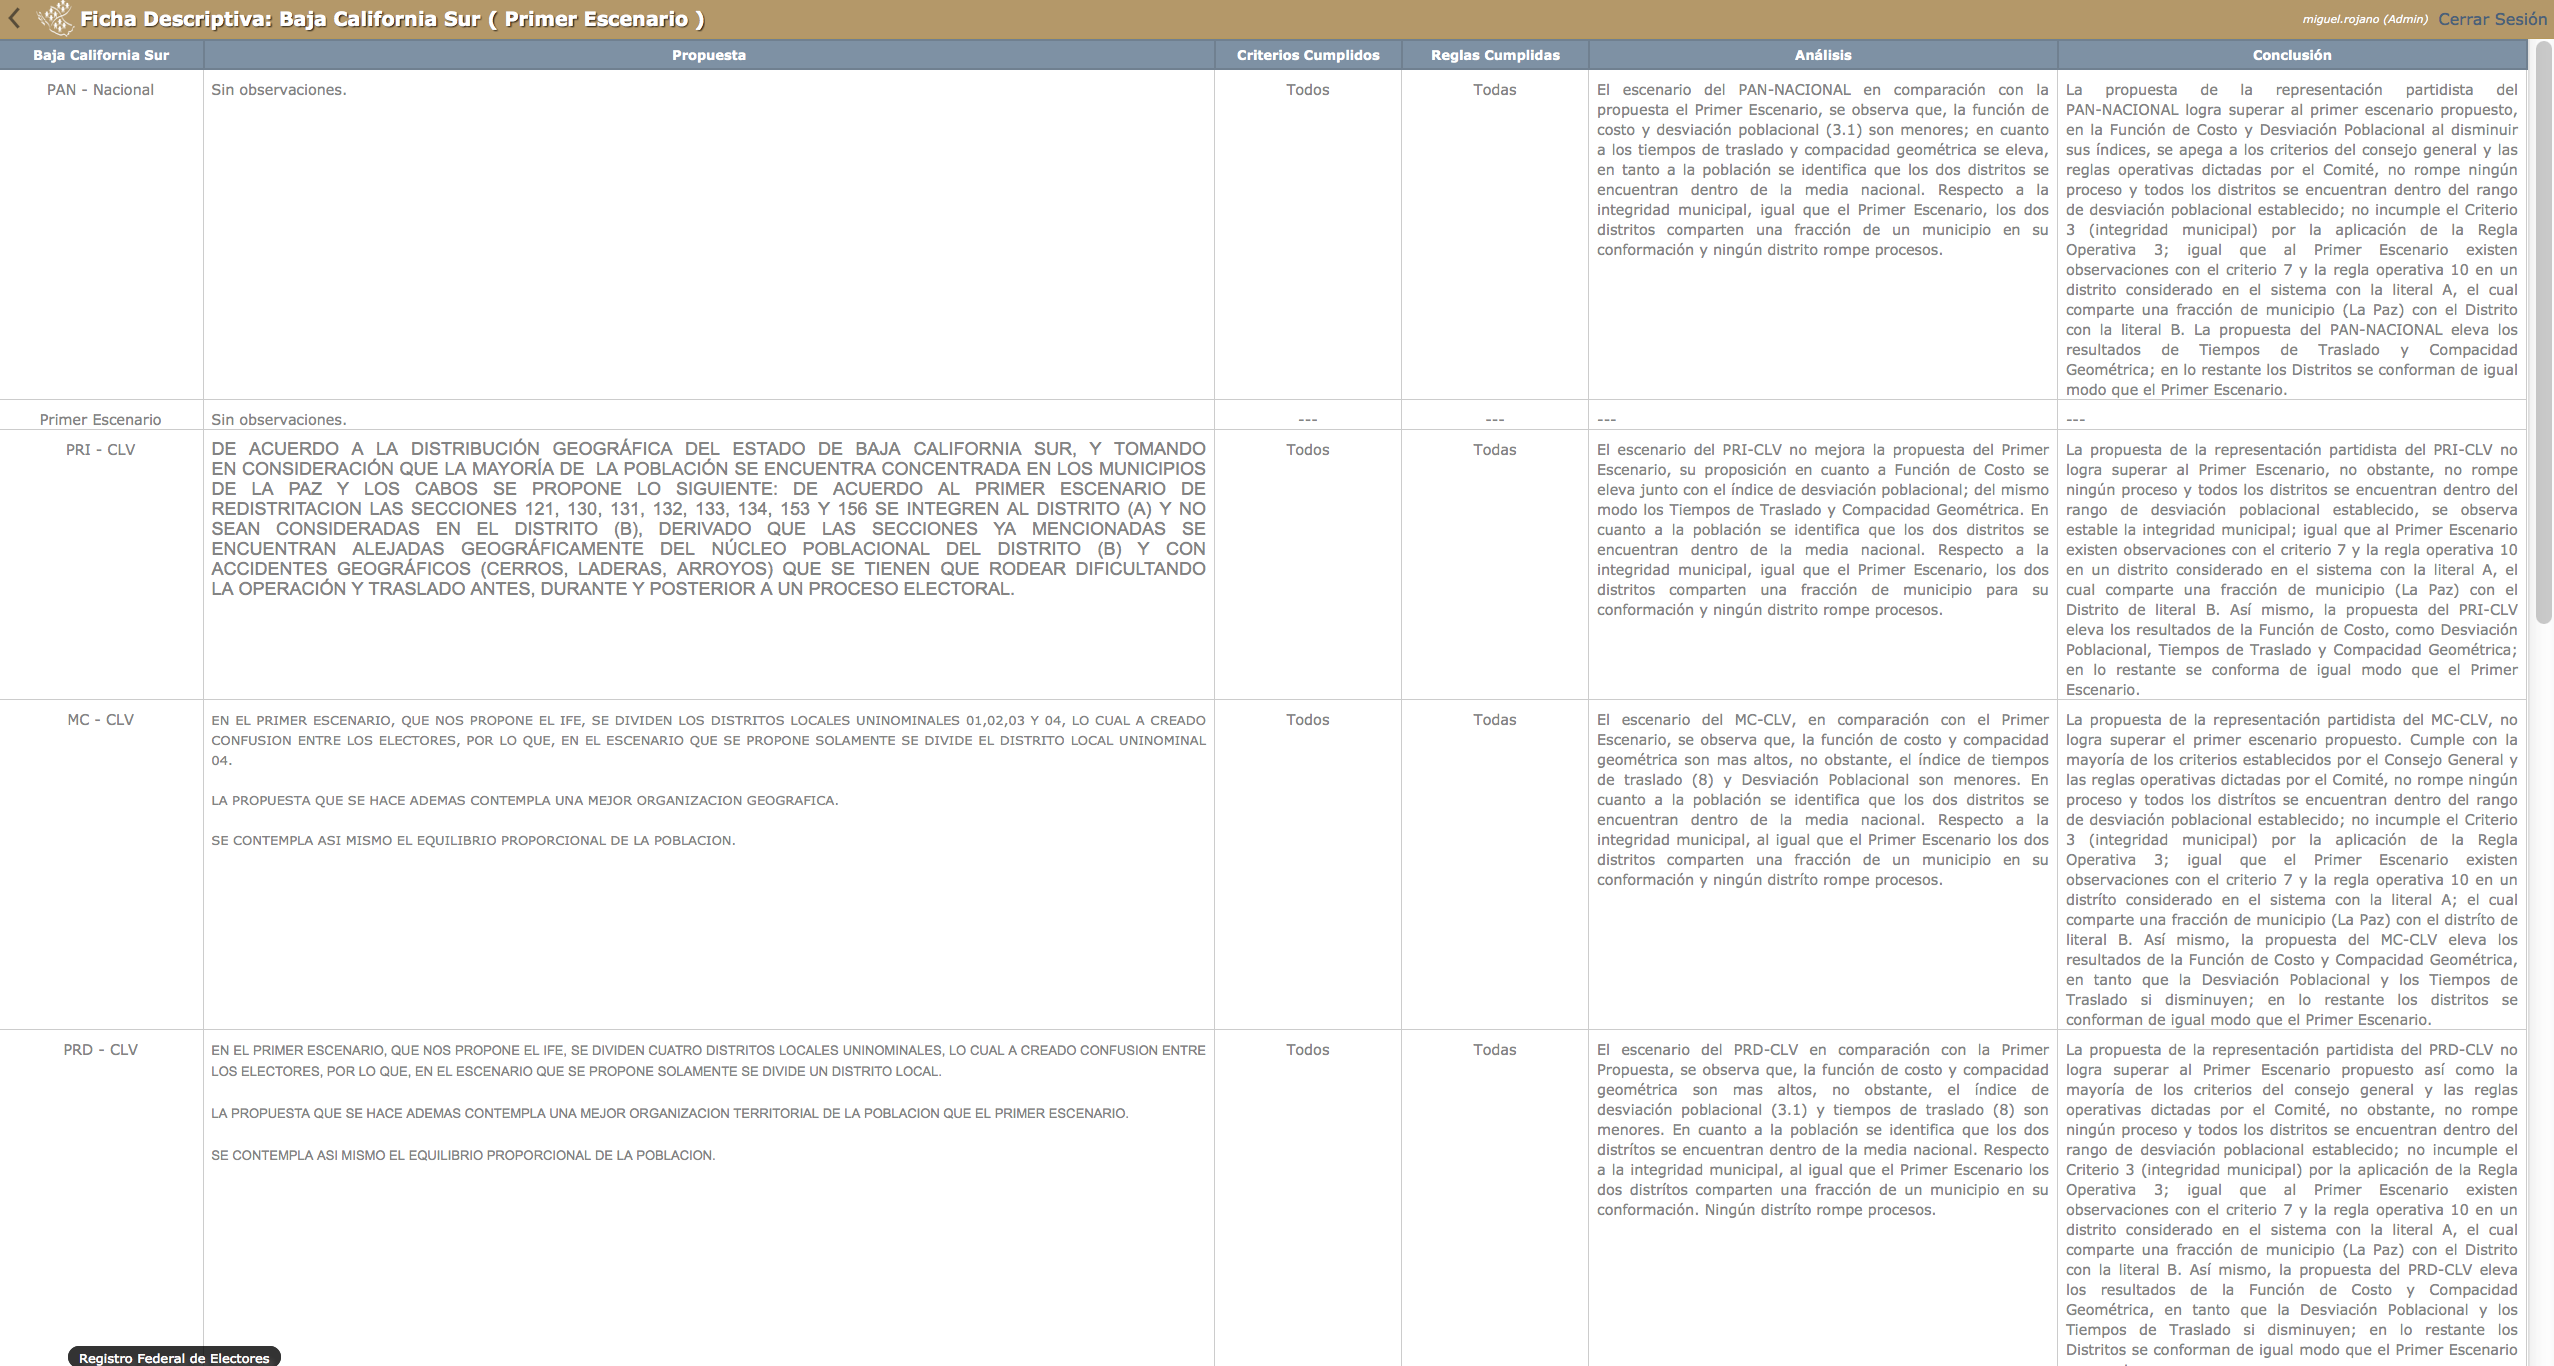 Ficha Descriptiva: Baja California Sur ( Primer Escenario )
miguel.rojano (Admin) Cerrar Sesión
Baja California Sur Propuesta Criterios Cumplidos Reglas Cumplidas Análisis Conclusión
PAN - Nacional
Sin observaciones.
Todos
Todas
El escenario del PAN-NACIONAL en comparación con la
propuesta el Primer Escenario, se observa que, la función de
costo y desviación poblacional (3.1) son menores; en cuanto
a los tiempos de traslado y compacidad geométrica se eleva,
en tanto a la población se identifica que los dos distritos se
encuentran dentro de la media nacional. Respecto a la
integridad municipal, igual que el Primer Escenario, los dos
distritos comparten una fracción de un municipio en su
conformación y ningún distrito rompe procesos.
La propuesta de la representación partidista del
PAN-NACIONAL logra superar al primer escenario propuesto,
en la Función de Costo y Desviación Poblacional al disminuir
sus índices, se apega a los criterios del consejo general y las
reglas operativas dictadas por el Comité, no rompe ningún
proceso y todos los distritos se encuentran dentro del rango
de desviación poblacional establecido; no incumple el Criterio
3 (integridad municipal) por la aplicación de la Regla
Operativa 3; igual que al Primer Escenario existen
observaciones con el criterio 7 y la regla operativa 10 en un
distrito considerado en el sistema con la literal A, el cual
comparte una fracción de municipio (La Paz) con el Distrito
con la literal B. La propuesta del PAN-NACIONAL eleva los
resultados de Tiempos de Traslado y Compacidad
Geométrica; en lo restante los Distritos se conforman de igual
modo que el Primer Escenario.
Primer Escenario
Sin observaciones.
---
---
---
---
PRI - CLV
DE ACUERDO A LA DISTRIBUCIÓN GEOGRÁFICA DEL ESTADO DE BAJA CALIFORNIA SUR, Y TOMANDO
EN CONSIDERACIÓN QUE LA MAYORÍA DE LA POBLACIÓN SE ENCUENTRA CONCENTRADA EN LOS MUNICIPIOS
DE LA PAZ Y LOS CABOS SE PROPONE LO SIGUIENTE: DE ACUERDO AL PRIMER ESCENARIO DE
REDISTRITACION LAS SECCIONES 121, 130, 131, 132, 133, 134, 153 Y 156 SE INTEGREN AL DISTRITO (A) Y NO
SEAN CONSIDERADAS EN EL DISTRITO (B), DERIVADO QUE LAS SECCIONES YA MENCIONADAS SE
ENCUENTRAN ALEJADAS GEOGRÁFICAMENTE DEL NÚCLEO POBLACIONAL DEL DISTRITO (B) Y CON
ACCIDENTES GEOGRÁFICOS (CERROS, LADERAS, ARROYOS) QUE SE TIENEN QUE RODEAR DIFICULTANDO
LA OPERACIÓN Y TRASLADO ANTES, DURANTE Y POSTERIOR A UN PROCESO ELECTORAL.
Todos
Todas
El escenario del PRI-CLV no mejora la propuesta del Primer
Escenario, su proposición en cuanto a Función de Costo se
eleva junto con el índice de desviación poblacional; del mismo
modo los Tiempos de Traslado y Compacidad Geométrica. En
cuanto a la población se identifica que los dos distritos se
encuentran dentro de la media nacional. Respecto a la
integridad municipal, igual que el Primer Escenario, los dos
distritos comparten una fracción de municipio para su
conformación y ningún distrito rompe procesos.
La propuesta de la representación partidista del PRI-CLV no
logra superar al Primer Escenario, no obstante, no rompe
ningún proceso y todos los distritos se encuentran dentro del
rango de desviación poblacional establecido, se observa
estable la integridad municipal; igual que al Primer Escenario
existen observaciones con el criterio 7 y la regla operativa 10
en un distrito considerado en el sistema con la literal A, el
cual comparte una fracción de municipio (La Paz) con el
Distrito de literal B. Así mismo, la propuesta del PRI-CLV
eleva los resultados de la Función de Costo, como Desviación
Poblacional, Tiempos de Traslado y Compacidad Geométrica;
en lo restante se conforma de igual modo que el Primer
Escenario.
MC - CLV
EN EL PRIMER ESCENARIO, QUE NOS PROPONE EL IFE, SE DIVIDEN LOS DISTRITOS LOCALES UNINOMINALES 01,02,03 Y 04, LO CUAL A CREADO
CONFUSION ENTRE LOS ELECTORES, POR LO QUE, EN EL ESCENARIO QUE SE PROPONE SOLAMENTE SE DIVIDE EL DISTRITO LOCAL UNINOMINAL
04.
LA PROPUESTA QUE SE HACE ADEMAS CONTEMPLA UNA MEJOR ORGANIZACION GEOGRAFICA.
SE CONTEMPLA ASI MISMO EL EQUILIBRIO PROPORCIONAL DE LA POBLACION.
Todos
Todas
El escenario del MC-CLV, en comparación con el Primer
Escenario, se observa que, la función de costo y compacidad
geométrica son mas altos, no obstante, el índice de tiempos
de traslado (8) y Desviación Poblacional son menores. En
cuanto a la población se identifica que los dos distritos se
encuentran dentro de la media nacional. Respecto a la
integridad municipal, al igual que el Primer Escenario los dos
distritos comparten una fracción de un municipio en su
conformación y ningún distríto rompe procesos.
La propuesta de la representación partidista del MC-CLV, no
logra superar el primer escenario propuesto. Cumple con la
mayoría de los criterios establecidos por el Consejo General y
las reglas operativas dictadas por el Comité, no rompe ningún
proceso y todos los distrítos se encuentran dentro del rango
de desviación poblacional establecido; no incumple el Criterio
3 (integridad municipal) por la aplicación de la Regla
Operativa 3; igual que el Primer Escenario existen
observaciones con el criterio 7 y la regla operativa 10 en un
distríto considerado en el sistema con la literal A; el cual
comparte una fracción de municipio (La Paz) con el distríto de
literal B. Así mismo, la propuesta del MC-CLV eleva los
resultados de la Función de Costo y Compacidad Geométrica,
en tanto que la Desviación Poblacional y los Tiempos de
Traslado si disminuyen; en lo restante los distritos se
conforman de igual modo que el Primer Escenario.
PRD - CLV
EN EL PRIMER ESCENARIO, QUE NOS PROPONE EL IFE, SE DIVIDEN CUATRO DISTRITOS LOCALES UNINOMINALES, LO CUAL A CREADO CONFUSION ENTRE
LOS ELECTORES, POR LO QUE, EN EL ESCENARIO QUE SE PROPONE SOLAMENTE SE DIVIDE UN DISTRITO LOCAL.
LA PROPUESTA QUE SE HACE ADEMAS CONTEMPLA UNA MEJOR ORGANIZACION TERRITORIAL DE LA POBLACION QUE EL PRIMER ESCENARIO.
SE CONTEMPLA ASI MISMO EL EQUILIBRIO PROPORCIONAL DE LA POBLACION.
Todos
Todas
El escenario del PRD-CLV en comparación con la Primer
Propuesta, se observa que, la función de costo y compacidad
geométrica son mas altos, no obstante, el índice de
desviación poblacional (3.1) y tiempos de traslado (8) son
menores. En cuanto a la población se identifica que los dos
distrítos se encuentran dentro de la media nacional. Respecto
a la integridad municipal, al igual que el Primer Escenario los
dos distrítos comparten una fracción de un municipio en su
conformación. Ningún distríto rompe procesos.
La propuesta de la representación partidista del PRD-CLV no
logra superar al Primer Escenario propuesto así como la
mayoría de los criterios del consejo general y las reglas
operativas dictadas por el Comité, no obstante, no rompe
ningún proceso y todos los distritos se encuentran dentro del
rango de desviación poblacional establecido; no incumple el
Criterio 3 (integridad municipal) por la aplicación de la Regla
Operativa 3; igual que al Primer Escenario existen
observaciones con el criterio 7 y la regla operativa 10 en un
distrito considerado en el sistema con la literal A, el cual
comparte una fracción de municipio (La Paz) con el Distrito
con la literal B. Así mismo, la propuesta del PRD-CLV eleva
los resultados de la Función de Costo y Compacidad
Geométrica, en tanto que la Desviación Poblacional y los
Tiempos de Traslado si disminuyen; en lo restante los
Distritos se conforman de igual modo que el Primer Escenario
Registro Federal de Electores